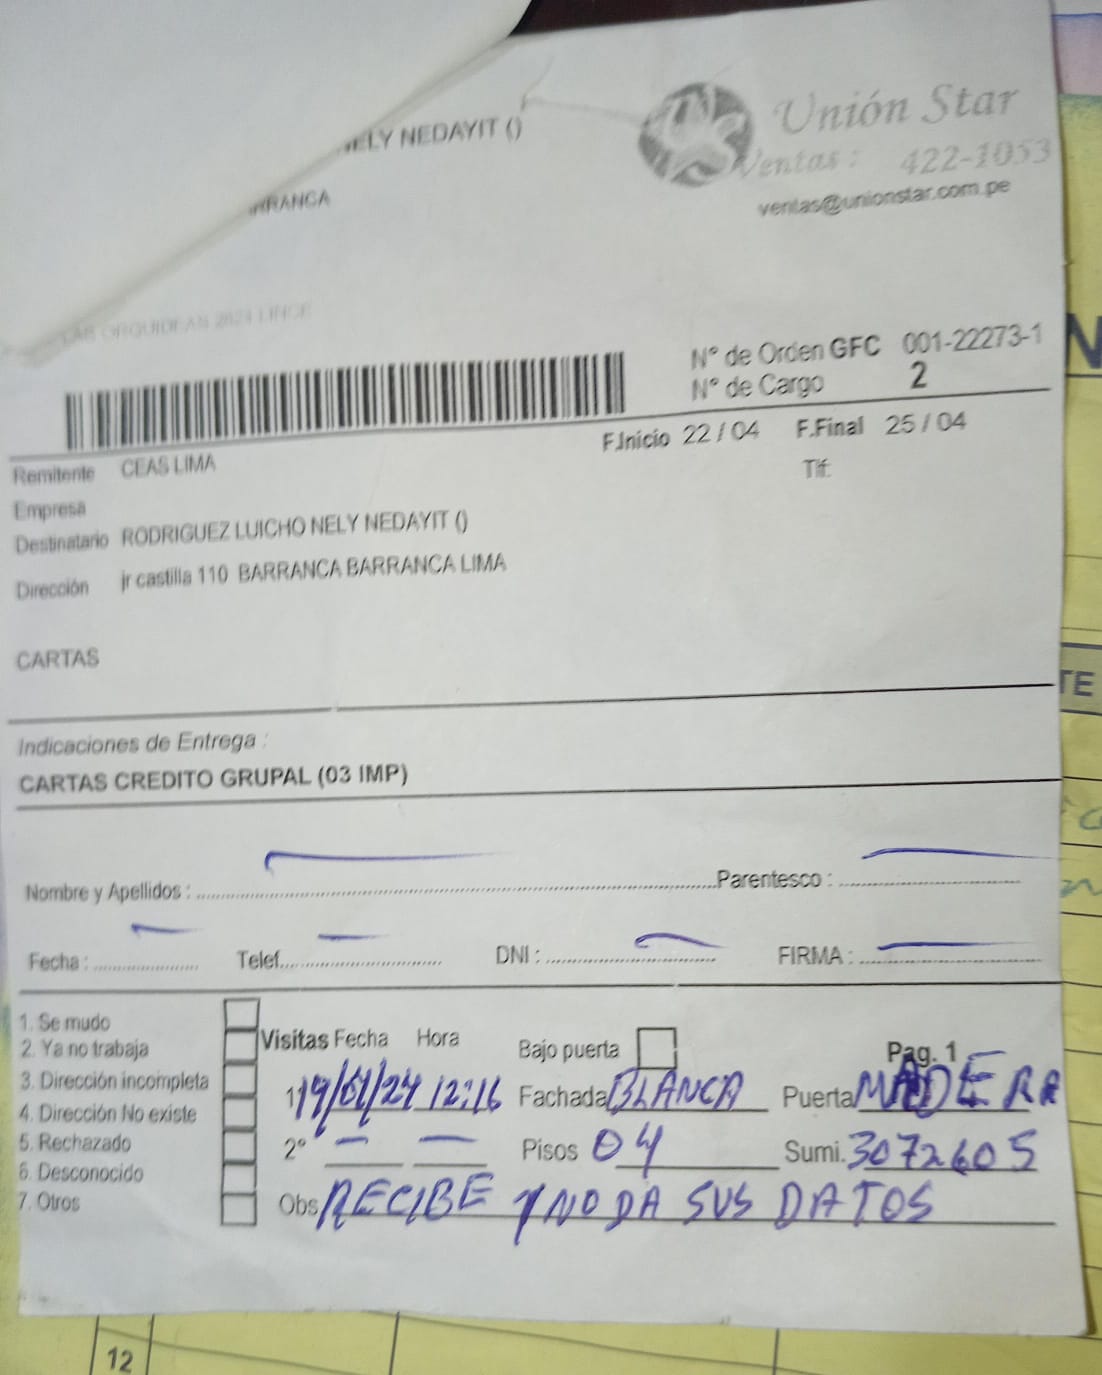 NELY NEDAYIT ()
Unión Star
Ventas : 422-1053
ventas@unionstar.com.pe
LAS ORQUIDEAS 2624 LINCE
N° de Orden GFC 001-22273-1
N° de Cargo 2
F.Inicio 22 / 04 F.Final 25 / 04
Remitente CEAS LIMA
Tlf:
Empresa
Destinatario RODRIGUEZ LUICHO NELY NEDAYIT ()
Dirección jr castilla 110 BARRANCA BARRANCA LIMA
CARTAS
TE
Indicaciones de Entrega :
CARTAS CREDITO GRUPAL (03 IMP)
Nombre y Apellidos : Parentesco :
Fecha : Telef. DNI : FIRMA :
1. Se mudo
2. Ya no trabaja
3. Dirección incompleta
4. Dirección No existe
5. Rechazado
6. Desconocido
7. Otros
Visitas Fecha Hora Bajo puerta Pag. 1
1 12:16 Fachada BLANCA Puerta MADERA
2° Pisos 04 Sumi. 3072605
Obs RECIBE Y NO DA SUS DATOS
12